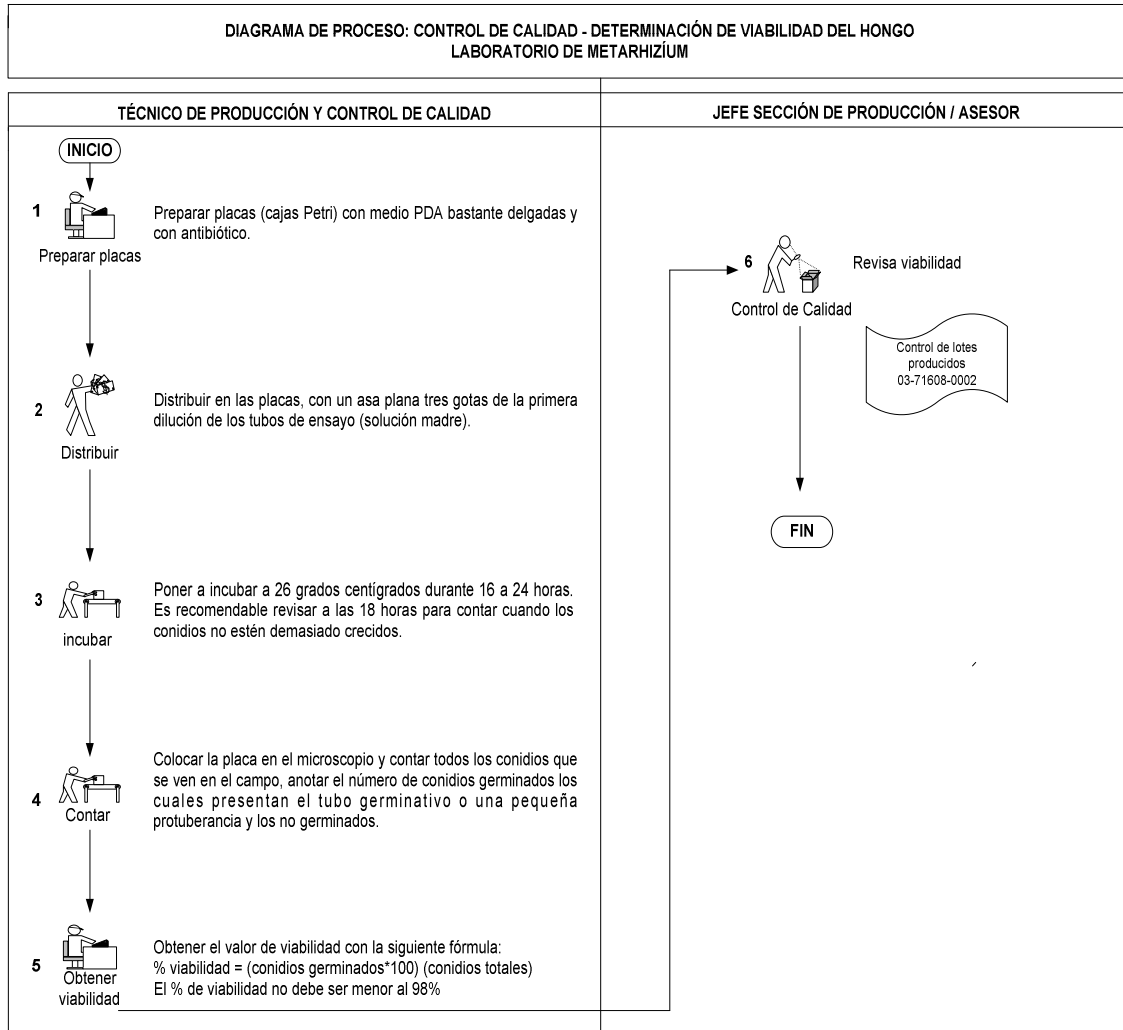 DIAGRAMA DE PROCESO: CONTROL DE CALIDAD - DETERMINACIÓN DE VIABILIDAD DEL HONGO
LABORATORIO DE METARHIZÍUM
TÉCNICO DE PRODUCCIÓN Y CONTROL DE CALIDAD
JEFE SECCIÓN DE PRODUCCIÓN / ASESOR
INICIO
1
Preparar placas
Preparar placas (cajas Petri) con medio PDA bastante delgadas y
con antibiótico.
2
Distribuir
Distribuir en las placas, con un asa plana tres gotas de la primera
dilución de los tubos de ensayo (solución madre).
3
incubar
Poner a incubar a 26 grados centígrados durante 16 a 24 horas.
Es recomendable revisar a las 18 horas para contar cuando los
conidios no estén demasiado crecidos.
4
Contar
Colocar la placa en el microscopio y contar todos los conidios que
se ven en el campo, anotar el número de conidios germinados los
cuales presentan el tubo germinativo o una pequeña
protuberancia y los no germinados.
5
Obtener
viabilidad
Obtener el valor de viabilidad con la siguiente fórmula:
% viabilidad = (conidios germinados*100) (conidios totales)
El % de viabilidad no debe ser menor al 98%
6
Control de Calidad
Revisa viabilidad
Control de lotes
producidos
03-71608-0002
FIN